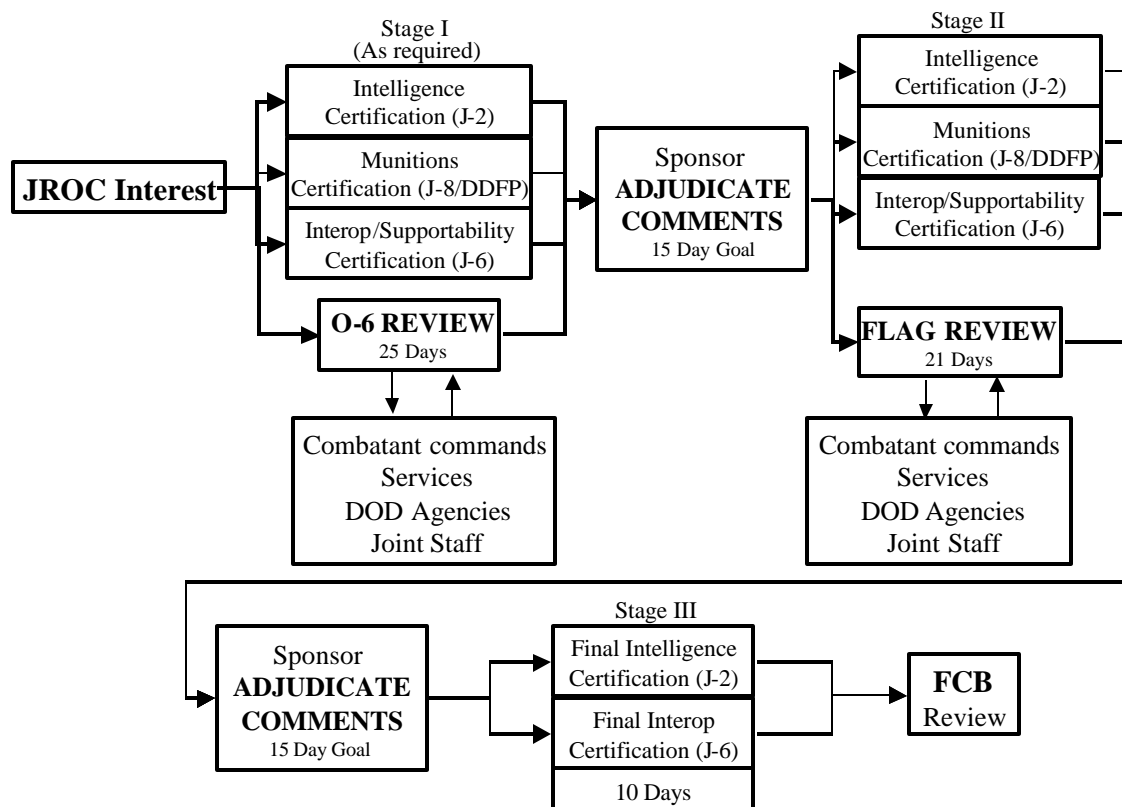 Stage I
(As required)
Intelligence
Certification (J-2)
Munitions
Certification (J-8/DDFP)
Interop/Supportability
Certification (J-6)
JROC Interest
O-6 REVIEW
25 Days
Combatant commands
Services
DOD Agencies
Joint Staff
Sponsor
ADJUDICATE
COMMENTS
15 Day Goal
Stage II
Intelligence
Certification (J-2)
Munitions
Certification (J-8/DDFP)
Interop/Supportability
Certification (J-6)
FLAG REVIEW
21 Days
Combatant commands
Services
DOD Agencies
Joint Staff
Sponsor
ADJUDICATE
COMMENTS
15 Day Goal
Stage III
Final Intelligence
Certification (J-2)
Final Interop
Certification (J-6)
10 Days
FCB
Review